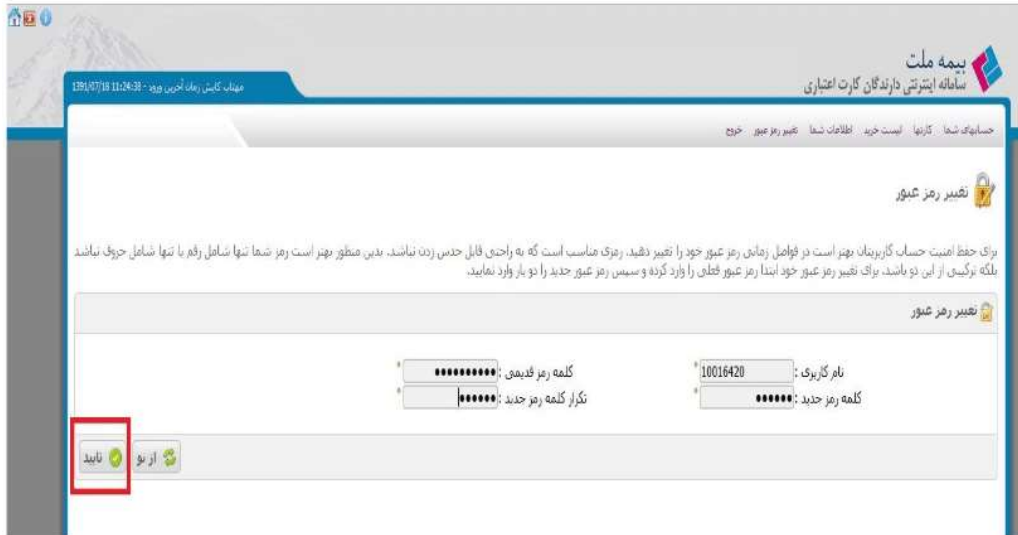 بیمه ملت
سامانه اینترنتی دارندگان کارت اعتباری
مهتاب کابش زمان آخرین ورود - 1391/07/18 11:24:38
حسابهای شما کارتها لیست خرید اطلاعات شما تغییر رمز عبور خروج
تغییر رمز عبور
برای حفظ امنیت حساب کاربریتان بهتر است در فواصل زمانی رمز عبور خود را تغییر دهید. رمزی مناسب است که به راحتی قابل حدس زدن نباشد. بدین منظور بهتر است رمز شما تنها شامل رقم یا تنها شامل حروف نباشد
بلکه ترکیبی از این دو باشد. برای تغییر رمز عبور خود ابتدا رمز عبور فعلی را وارد کرده و سپس رمز عبور جدید را دو بار وارد نمایید.
تغییر رمز عبور
نام کاربری : 10016420 * کلمه رمز قدیمی : •••••••••• *
کلمه رمز جدید : •••••• * تکرار کلمه رمز جدید : •••••• *
از نو تایید